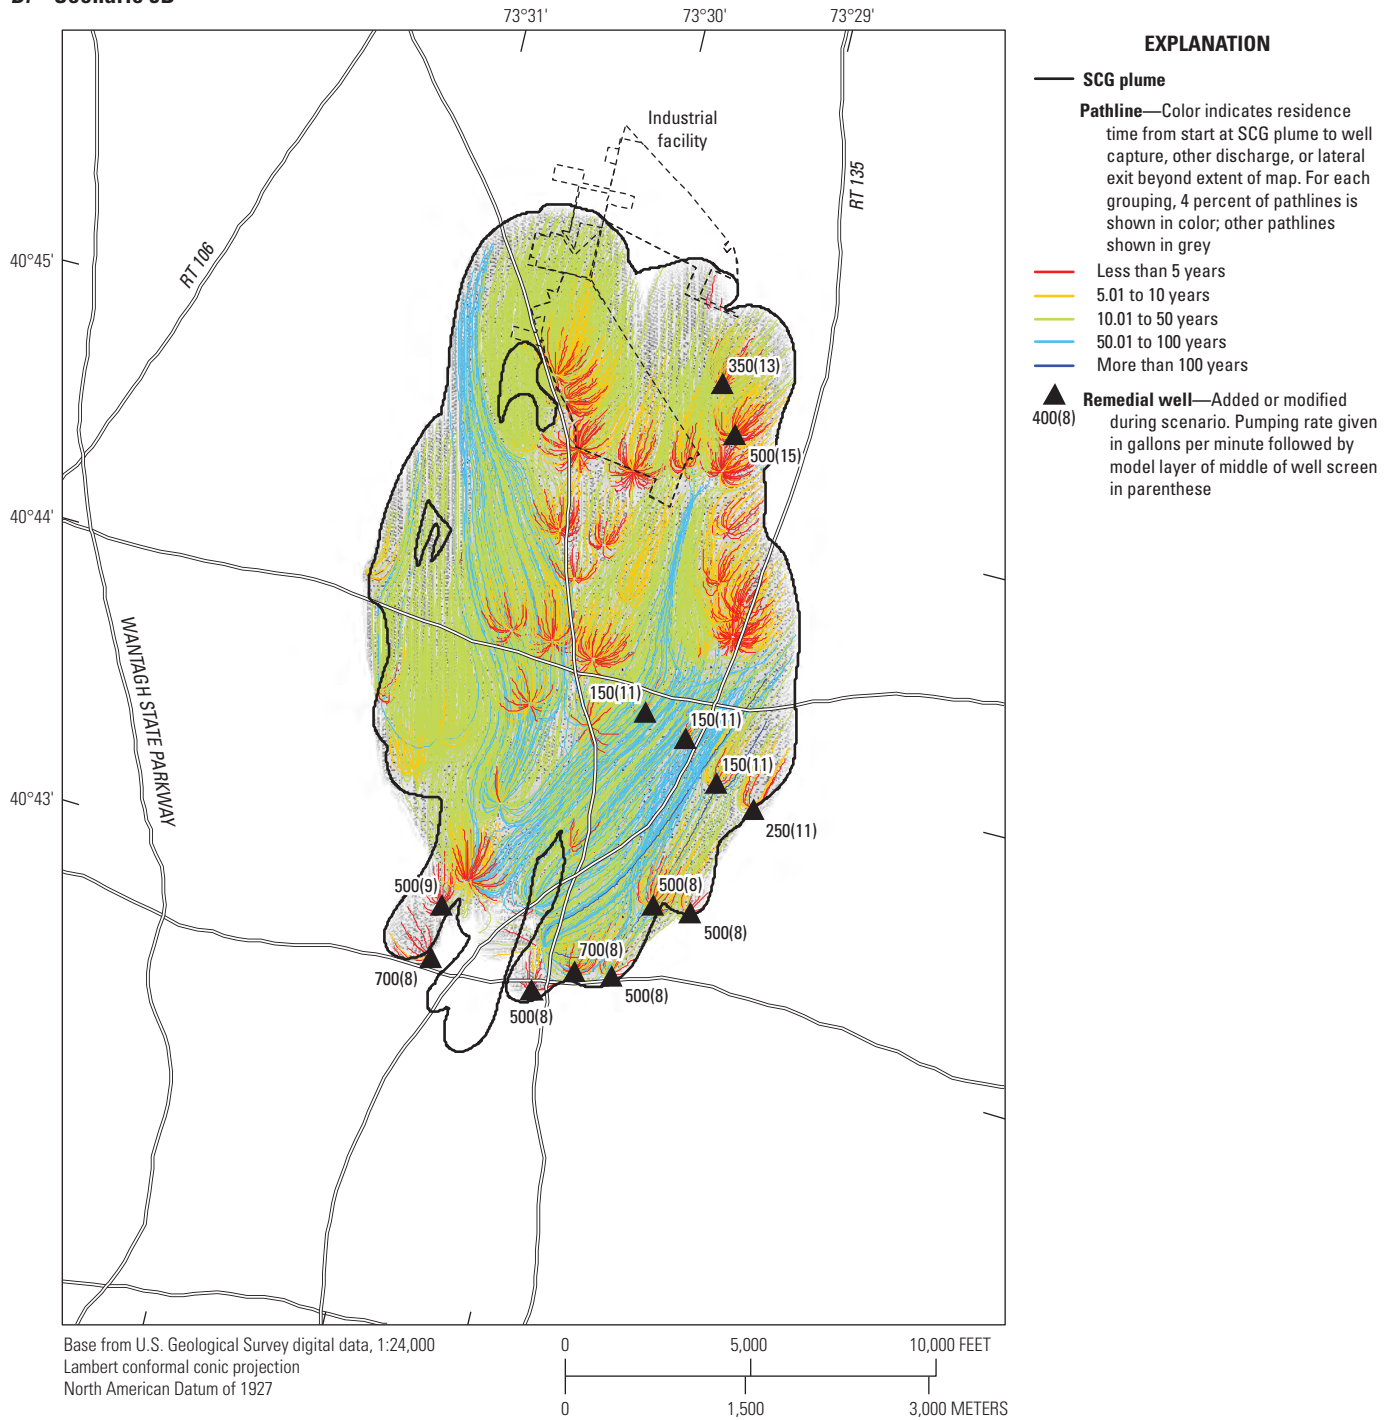 73°31'
73°30'
73°29'
EXPLANATION
SCG plume
Pathline—Color indicates residence
time from start at SCG plume to well
capture, other discharge, or lateral
exit beyond extent of map. For each
grouping, 4 percent of pathlines is
shown in color; other pathlines
shown in grey
Less than 5 years
5.01 to 10 years
10.01 to 50 years
50.01 to 100 years
More than 100 years
400(8)
Remedial well—Added or modified
during scenario. Pumping rate given
in gallons per minute followed by
model layer of middle of well screen
in parenthese
Industrial
facility
RT 135
RT 106
40°45'
350(13)
500(15)
40°44'
WANTAGH STATE PARKWAY
150(11)
150(11)
150(11)
40°43'
250(11)
500(9)
500(8)
500(8)
700(8)
700(8)
500(8)
500(8)
Base from U.S. Geological Survey digital data, 1:24,000
Lambert conformal conic projection
North American Datum of 1927
0 5,000 10,000 FEET
0 1,500 3,000 METERS